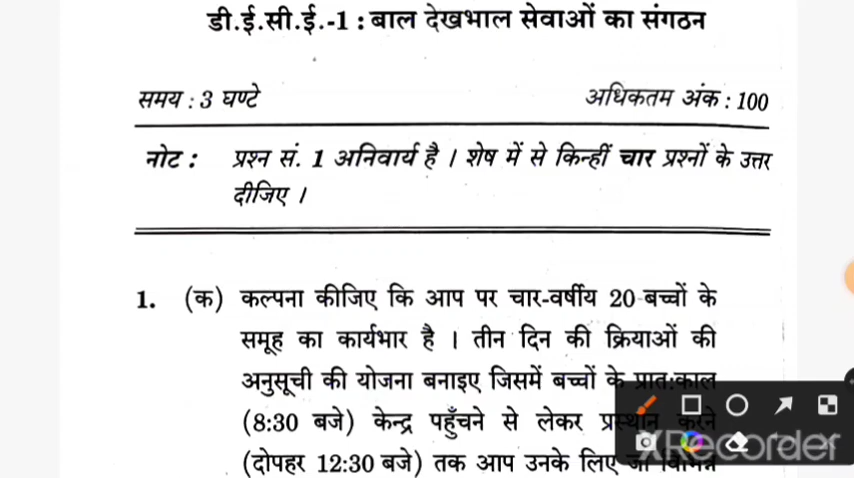 डी.ई.सी.ई.-1 : बाल देखभाल सेवाओं का संगठन
समय : 3 घण्टे अधिकतम अंक : 100
नोट : प्रश्न सं. 1 अनिवार्य है । शेष में से किन्हीं चार प्रश्नों के उत्तर
दीजिए ।
1. (क) कल्पना कीजिए कि आप पर चार-वर्षीय 20 बच्चों के
समूह का कार्यभार है । तीन दिन की क्रियाओं की
अनुसूची की योजना बनाइए जिसमें बच्चों के प्रात:काल
(8:30 बजे) केन्द्र पहुँचने से लेकर प्रस्थान करने
(दोपहर 12:30 बजे) तक आप उनके लिए जो विभिन्न
XRecorder